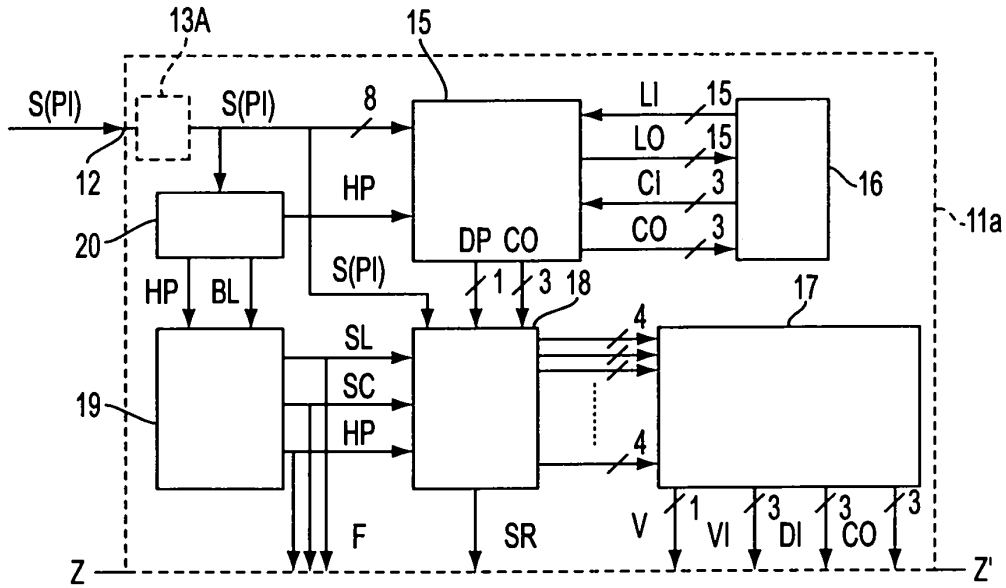 13A
15
S(PI)
S(PI)
8
LI
15
12
LO
15
HP
CI
3
16
20
CO
3
11a
DP
CO
S(PI)
1
3
18
17
HP
BL
4
SL
19
SC
HP
4
F
SR
V
1
VI
3
DI
3
CO
3
Z
Z'